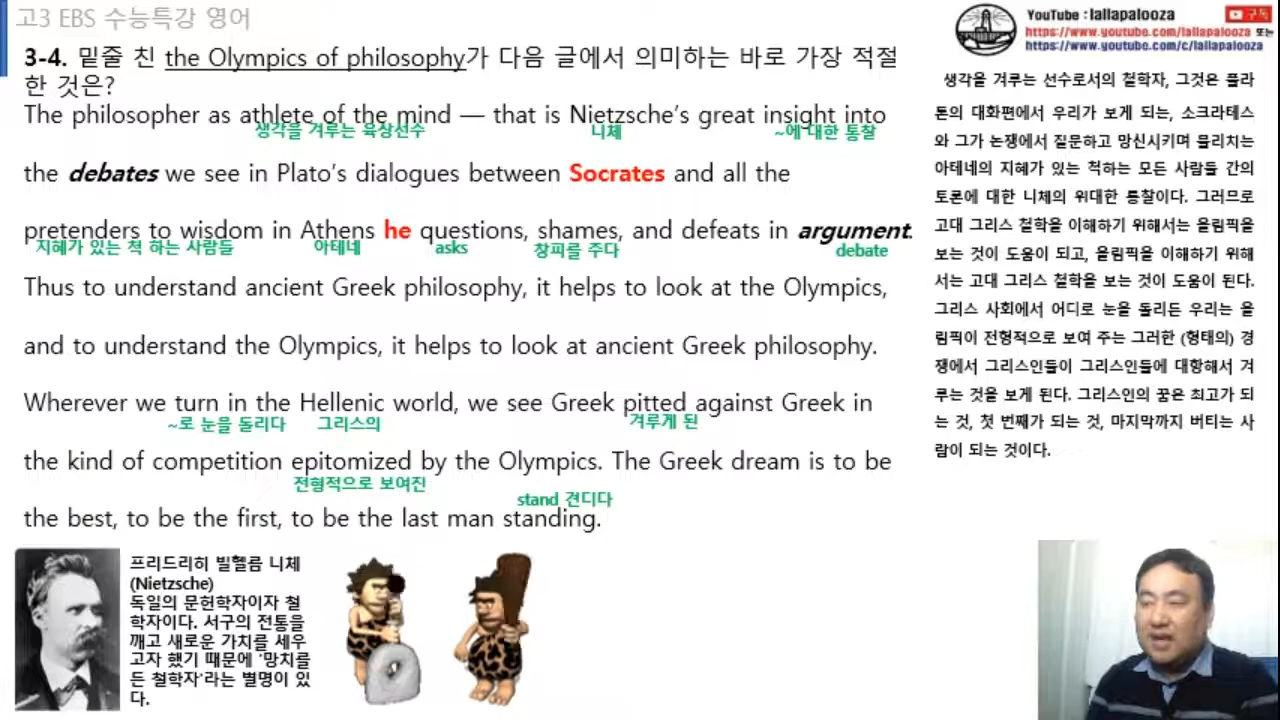 고3 EBS 수능특강 영어
3-4. 밑줄 친 the Olympics of philosophy가 다음 글에서 의미하는 바로 가장 적절
한 것은?
The philosopher as athlete of the mind — that is Nietzsche's great insight into
생각을 겨루는 육상선수 니체 ~에 대한 통찰
the debates we see in Plato's dialogues between Socrates and all the
pretenders to wisdom in Athens he questions, shames, and defeats in argument.
지혜가 있는 척 하는 사람들 아테네 asks 창피를 주다 debate
Thus to understand ancient Greek philosophy, it helps to look at the Olympics,
and to understand the Olympics, it helps to look at ancient Greek philosophy.
Wherever we turn in the Hellenic world, we see Greek pitted against Greek in
~로 눈을 돌리다 그리스의 겨루게 된
the kind of competition epitomized by the Olympics. The Greek dream is to be
전형적으로 보여진 stand 견디다
the best, to be the first, to be the last man standing.
프리드리히 빌헬름 니체
(Nietzsche)
독일의 문헌학자이자 철
학자이다. 서구의 전통을
깨고 새로운 가치를 세우
고자 했기 때문에 '망치를
든 철학자'라는 별명이 있
다.
YouTube : lallapalooza
구독
https://www.youtube.com/lallapalooza 또는
https://www.youtube.com/c/lallapalooza
생각을 겨루는 선수로서의 철학자, 그것은 플라
톤의 대화편에서 우리가 보게 되는, 소크라테스
와 그가 논쟁에서 질문하고 망신시키며 물리치는
아테네의 지혜가 있는 척하는 모든 사람들 간의
토론에 대한 니체의 위대한 통찰이다. 그러므로
고대 그리스 철학을 이해하기 위해서는 올림픽을
보는 것이 도움이 되고, 올림픽을 이해하기 위해
서는 고대 그리스 철학을 보는 것이 도움이 된다.
그리스 사회에서 어디로 눈을 돌리든 우리는 올
림픽이 전형적으로 보여 주는 그러한 (형태의) 경
쟁에서 그리스인들이 그리스인들에 대항해서 겨
루는 것을 보게 된다. 그리스인의 꿈은 최고가 되
는 것, 첫 번째가 되는 것, 마지막까지 버티는 사
람이 되는 것이다.